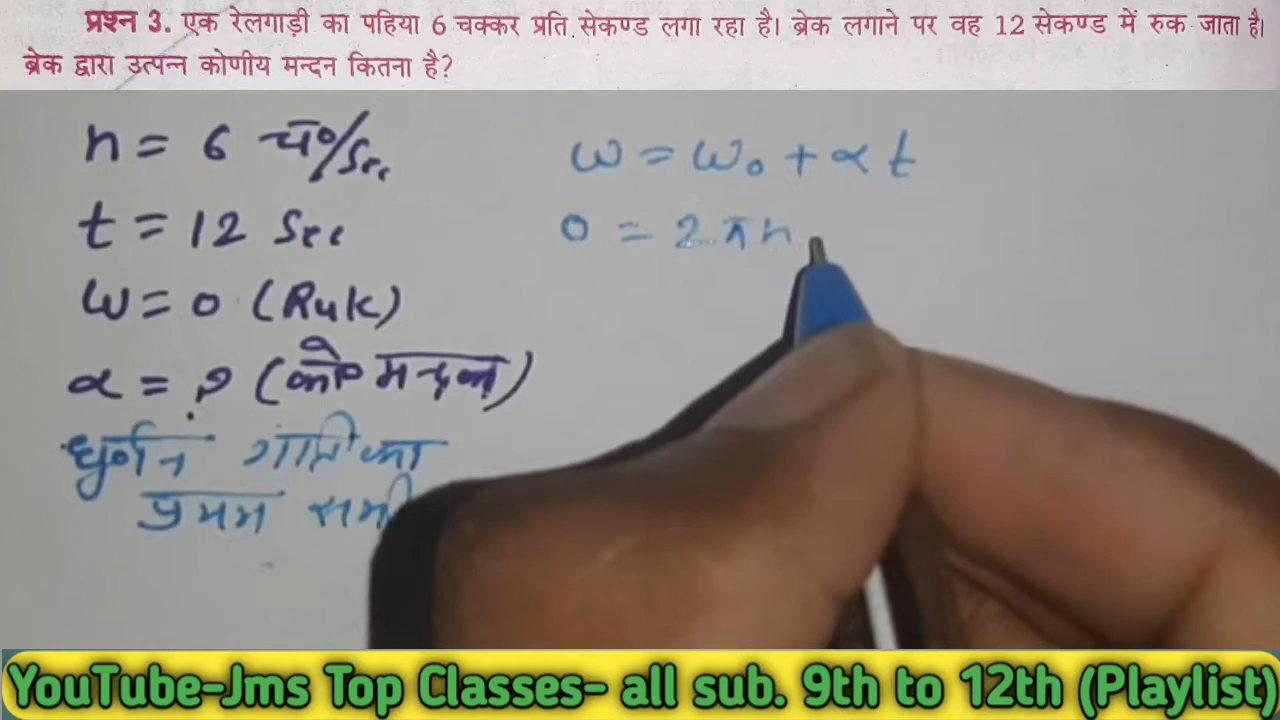 प्रश्न 3. एक रेलगाड़ी का पहिया 6 चक्कर प्रति सेकण्ड लगा रहा है। ब्रेक लगाने पर वह 12 सेकण्ड में रुक जाता है।
ब्रेक द्वारा उत्पन्न कोणीय मन्दन कितना है?
n = 6 च०/Sec
t = 12 Sec
ω = 0 (Ruk)
α = ? (को० मन्दन)
घुर्णन गति का
प्रथम समी
ω = ω₀ + α t
0 = 2πn
YouTube-Jms Top Classes- all sub. 9th to 12th (Playlist)